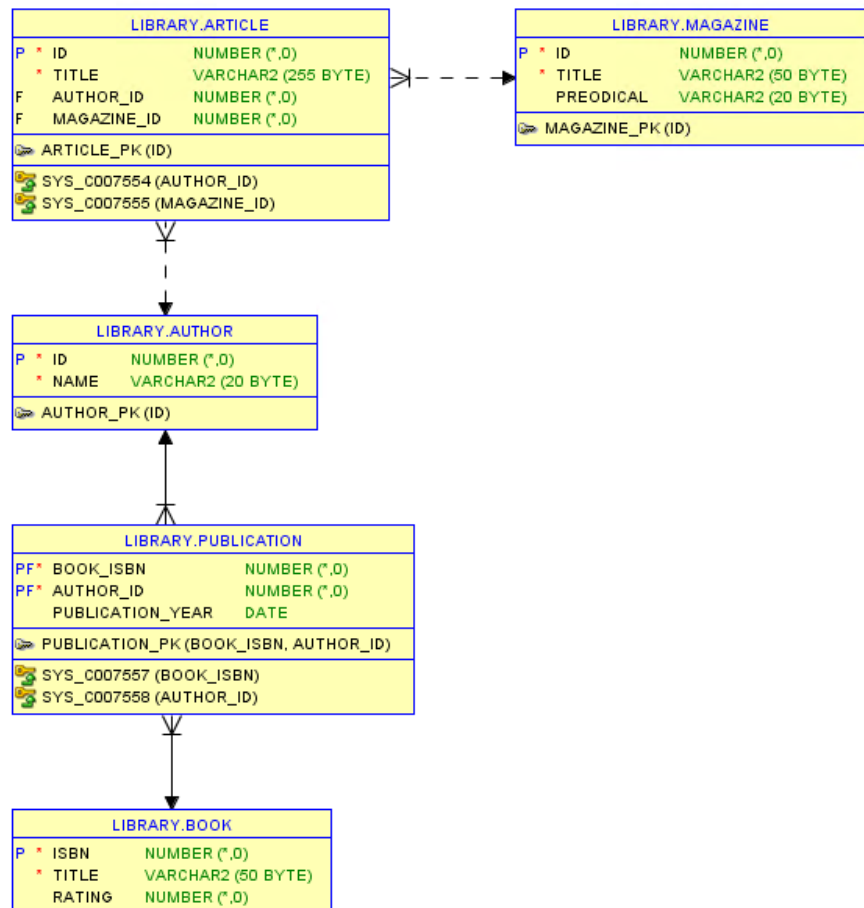 LIBRARY.ARTICLE
P * ID NUMBER (*,0)
* TITLE VARCHAR2 (255 BYTE)
F AUTHOR_ID NUMBER (*,0)
F MAGAZINE_ID NUMBER (*,0)
ARTICLE_PK (ID)
SYS_C007554 (AUTHOR_ID)
SYS_C007555 (MAGAZINE_ID)
LIBRARY.MAGAZINE
P * ID NUMBER (*,0)
* TITLE VARCHAR2 (50 BYTE)
PREODICAL VARCHAR2 (20 BYTE)
MAGAZINE_PK (ID)
LIBRARY.AUTHOR
P * ID NUMBER (*,0)
* NAME VARCHAR2 (20 BYTE)
AUTHOR_PK (ID)
LIBRARY.PUBLICATION
PF* BOOK_ISBN NUMBER (*,0)
PF* AUTHOR_ID NUMBER (*,0)
PUBLICATION_YEAR DATE
PUBLICATION_PK (BOOK_ISBN, AUTHOR_ID)
SYS_C007557 (BOOK_ISBN)
SYS_C007558 (AUTHOR_ID)
LIBRARY.BOOK
P * ISBN NUMBER (*,0)
* TITLE VARCHAR2 (50 BYTE)
RATING NUMBER (*,0)